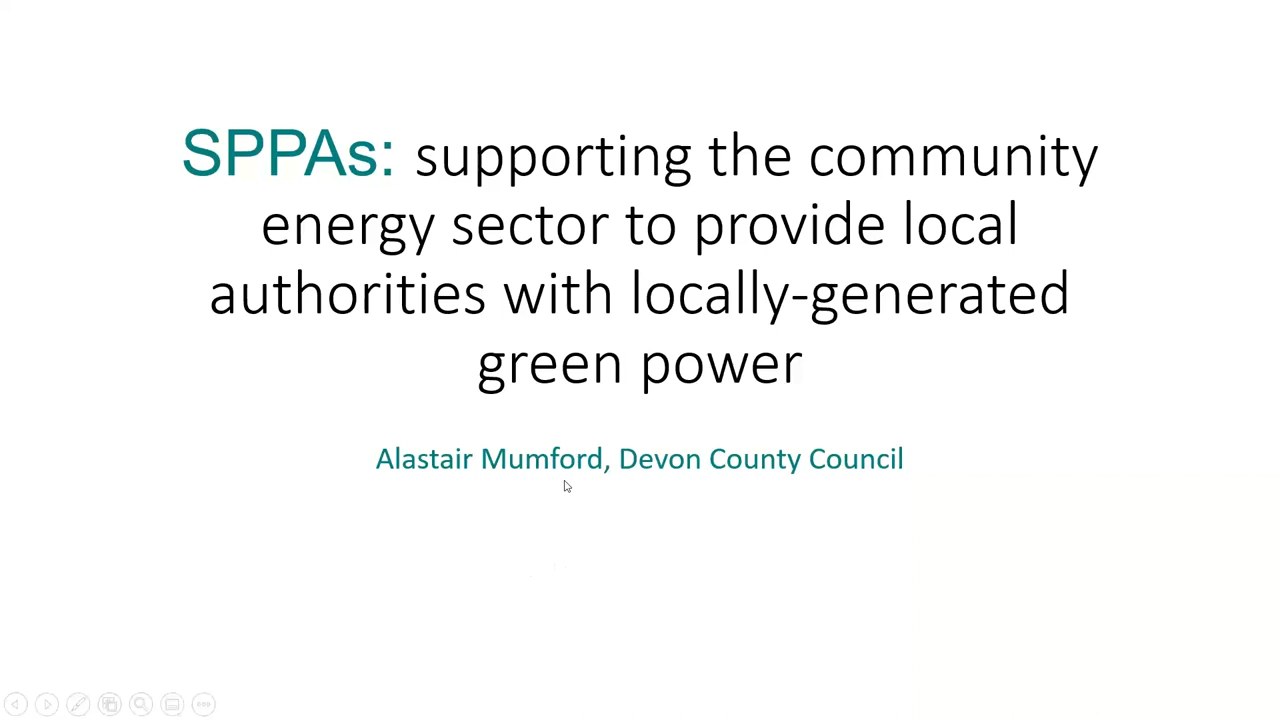 SPPAs: supporting the community
energy sector to provide local
authorities with locally-generated
green power
Alastair Mumford, Devon County Council